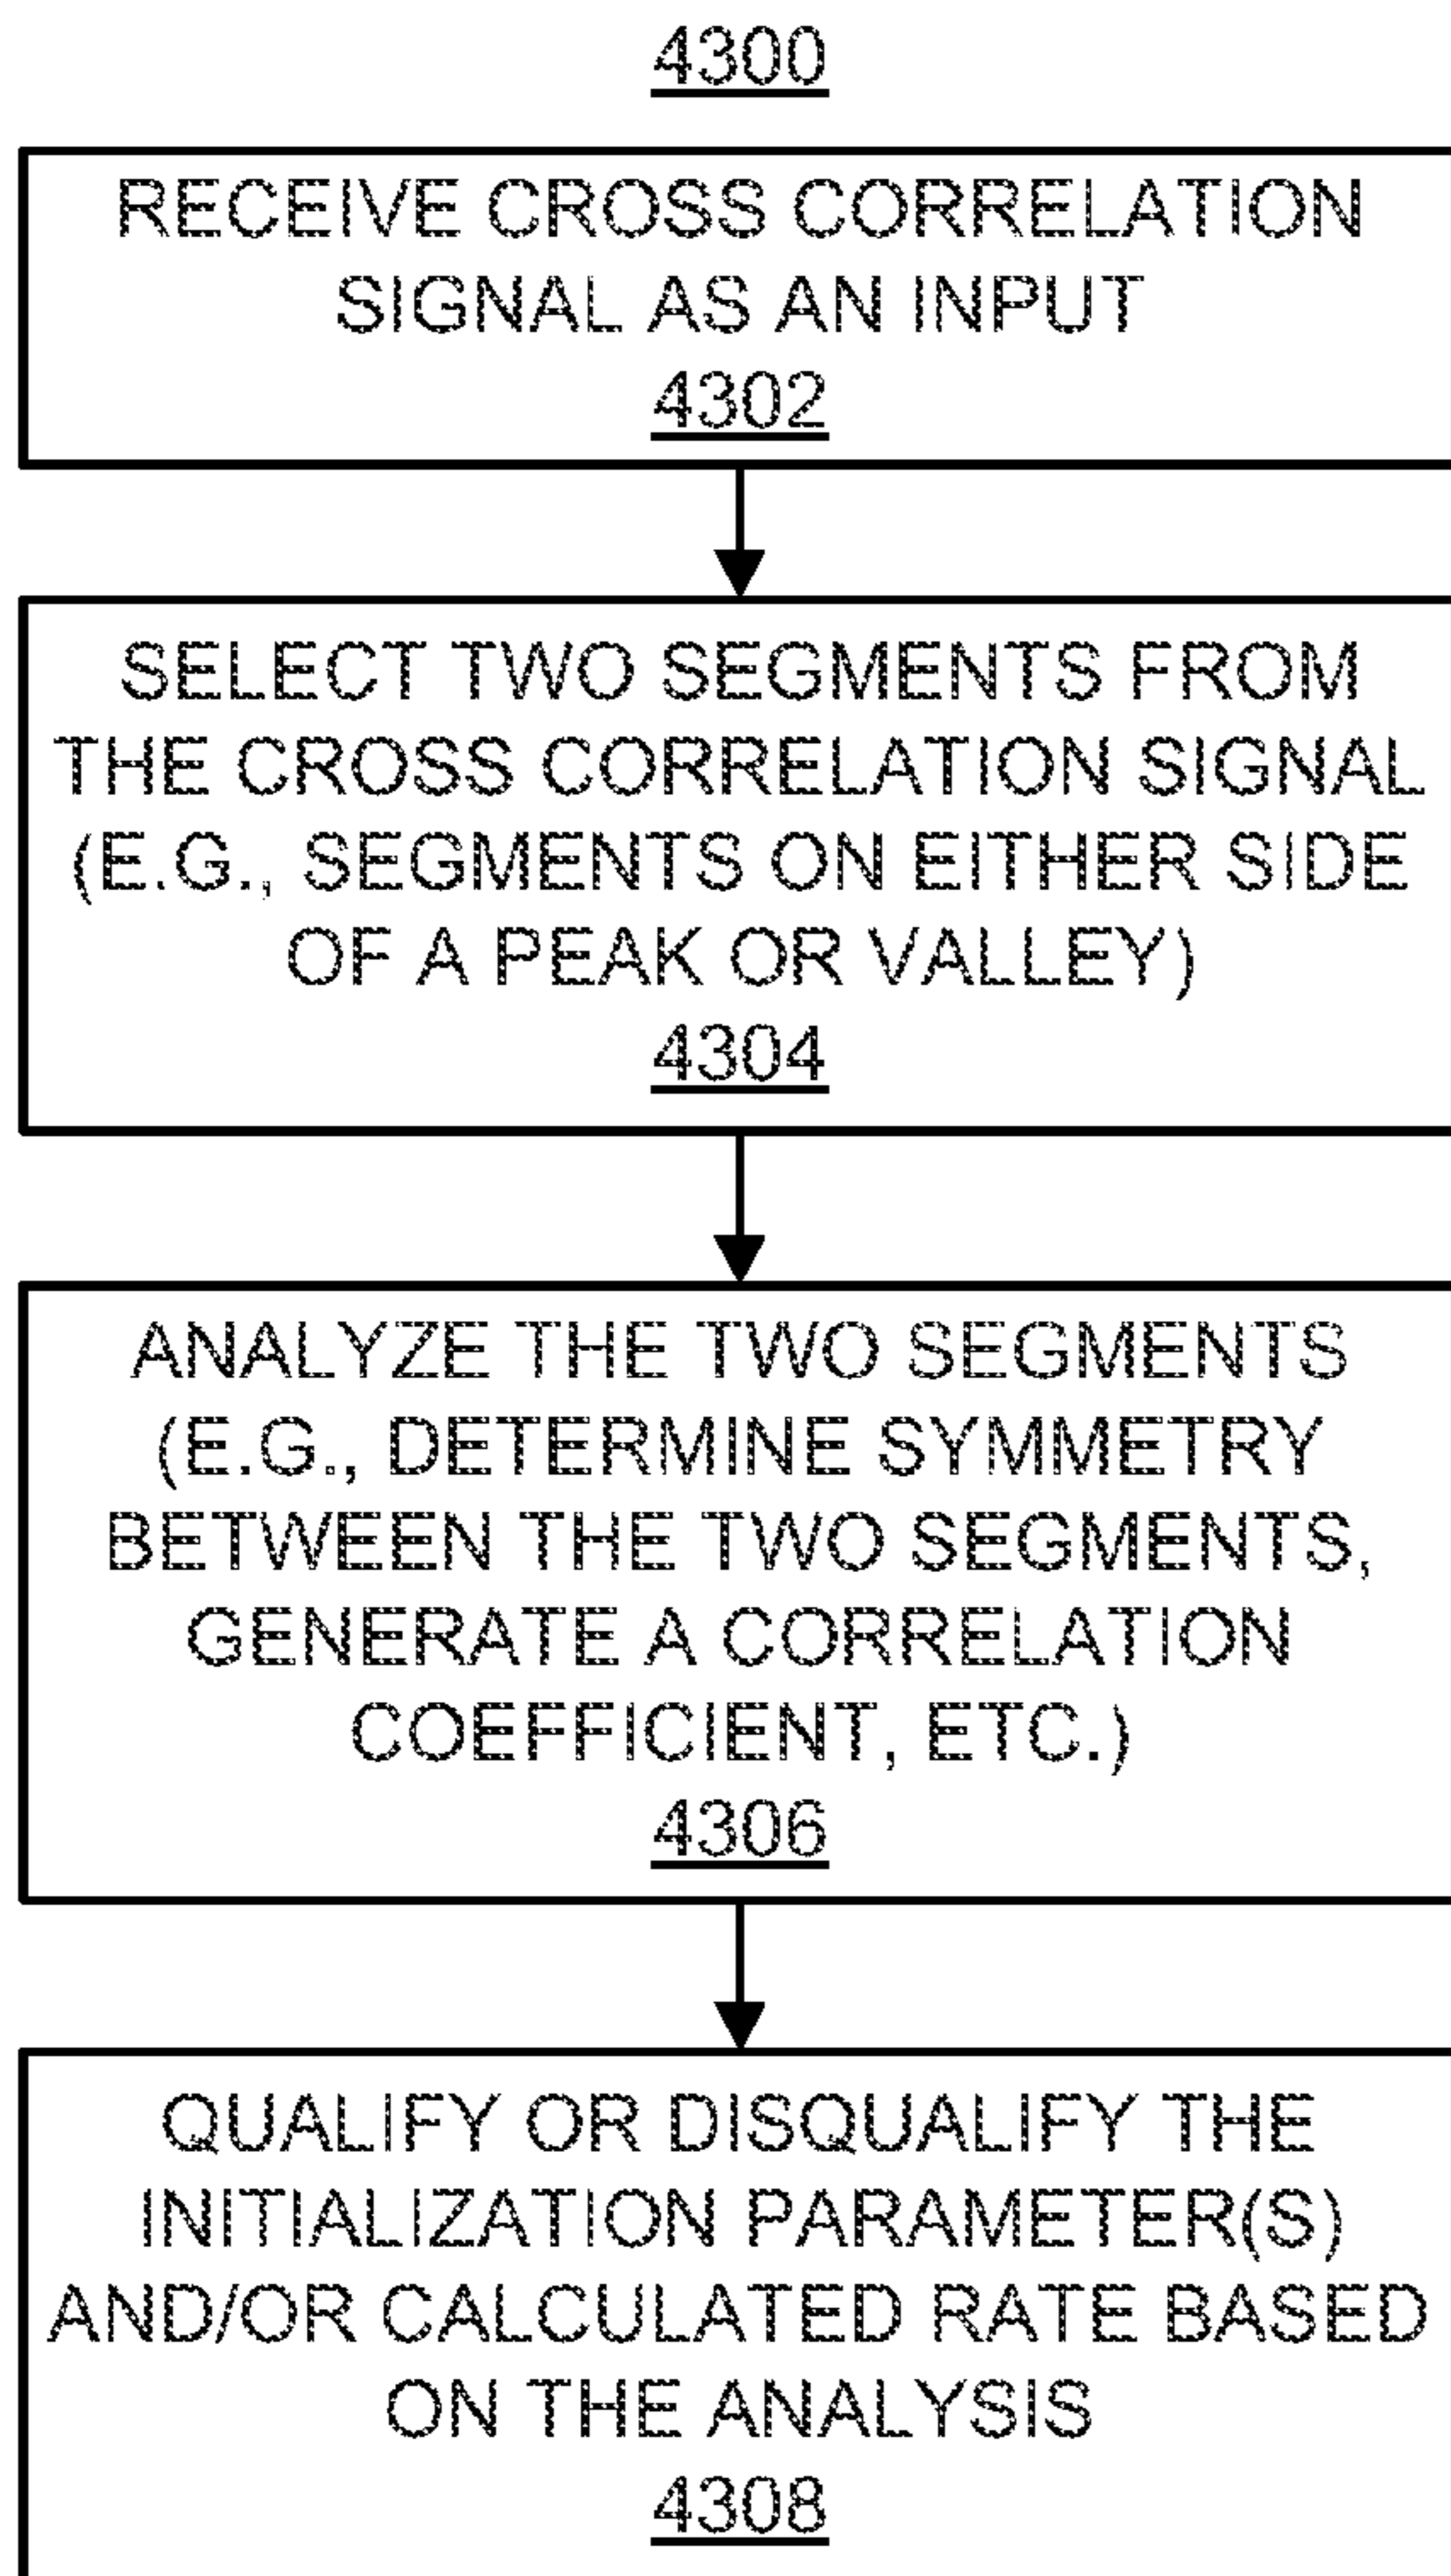 4300
RECEIVE CROSS CORRELATION
SIGNAL AS AN INPUT
4302
SELECT TWO SEGMENTS FROM
THE CROSS CORRELATION SIGNAL
(E.G., SEGMENTS ON EITHER SIDE
OF A PEAK OR VALLEY)
4304
ANALYZE THE TWO SEGMENTS
(E.G., DETERMINE SYMMETRY
BETWEEN THE TWO SEGMENTS,
GENERATE A CORRELATION
COEFFICIENT, ETC.)
4306
QUALIFY OR DISQUALIFY THE
INITIALIZATION PARAMETER(S)
AND/OR CALCULATED RATE BASED
ON THE ANALYSIS
4308